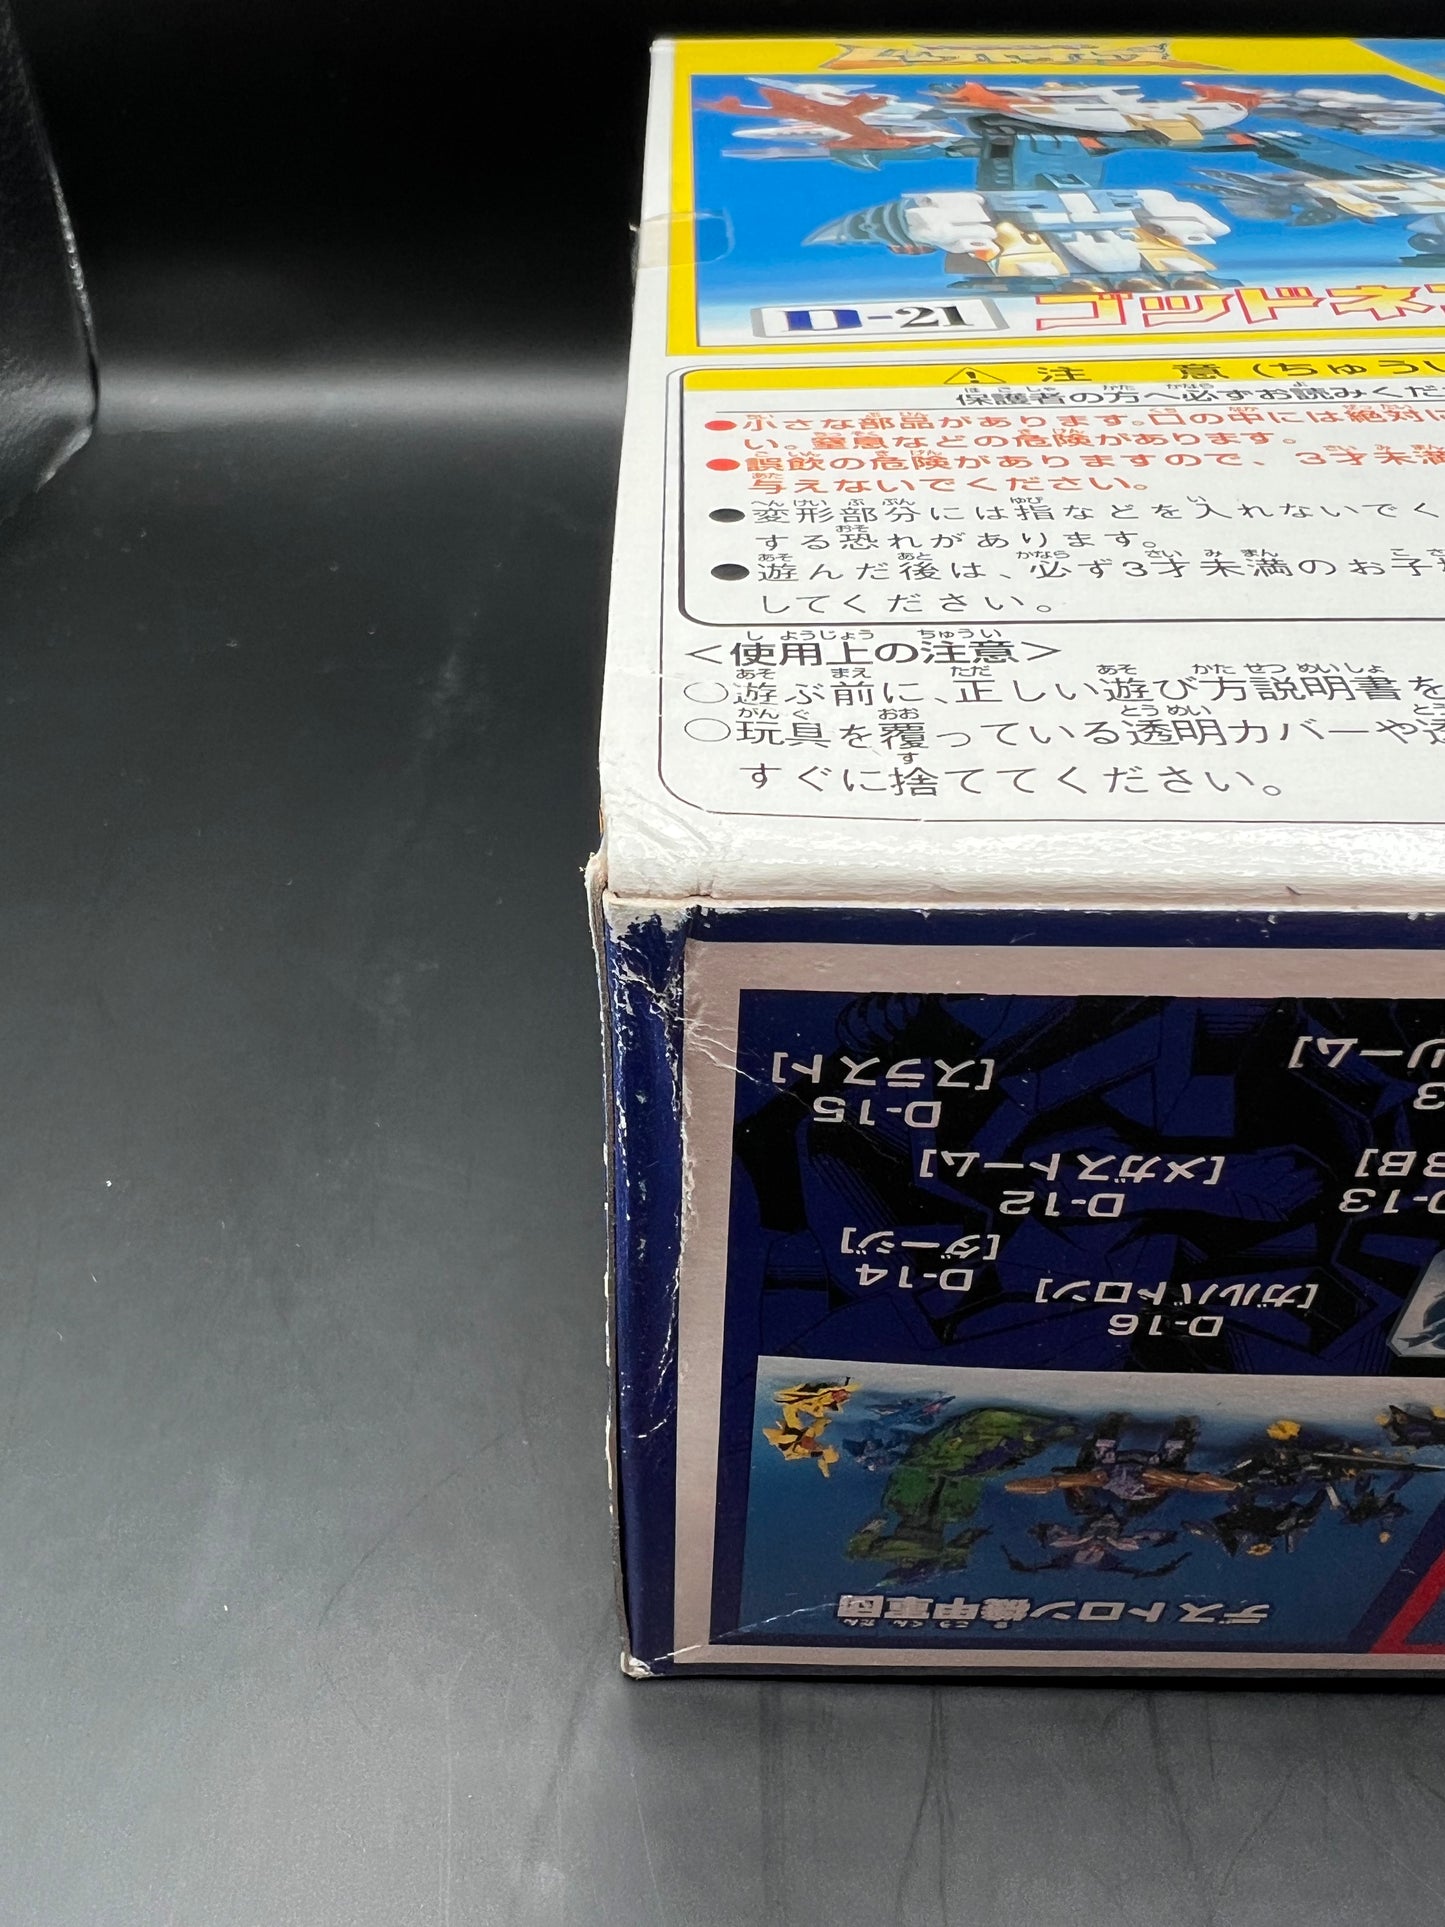 D-21 ゴッドネ
注 意 (ちゅうい
保護者の方へ必ずお読みくだ
●小さな部品があります。口の中には絶対に
い。窒息などの危険があります。
●誤飲の危険がありますので、3才未満
与えないでください。
●変形部分には指などを入れないでく
する恐れがあります。
●遊んだ後は、必ず3才未満のお子様
してください。
<使用上の注意>
○遊ぶ前に、正しい遊び方説明書を
○玩具を覆っている透明カバーや透
すぐに捨ててください。
デストロン機甲軍団
D-16
[ガルバトロン]
D-14
[ダージ]
D-13
BB]
D-12
[メガストーム]
3
リーム]
D-15
[スラスト]